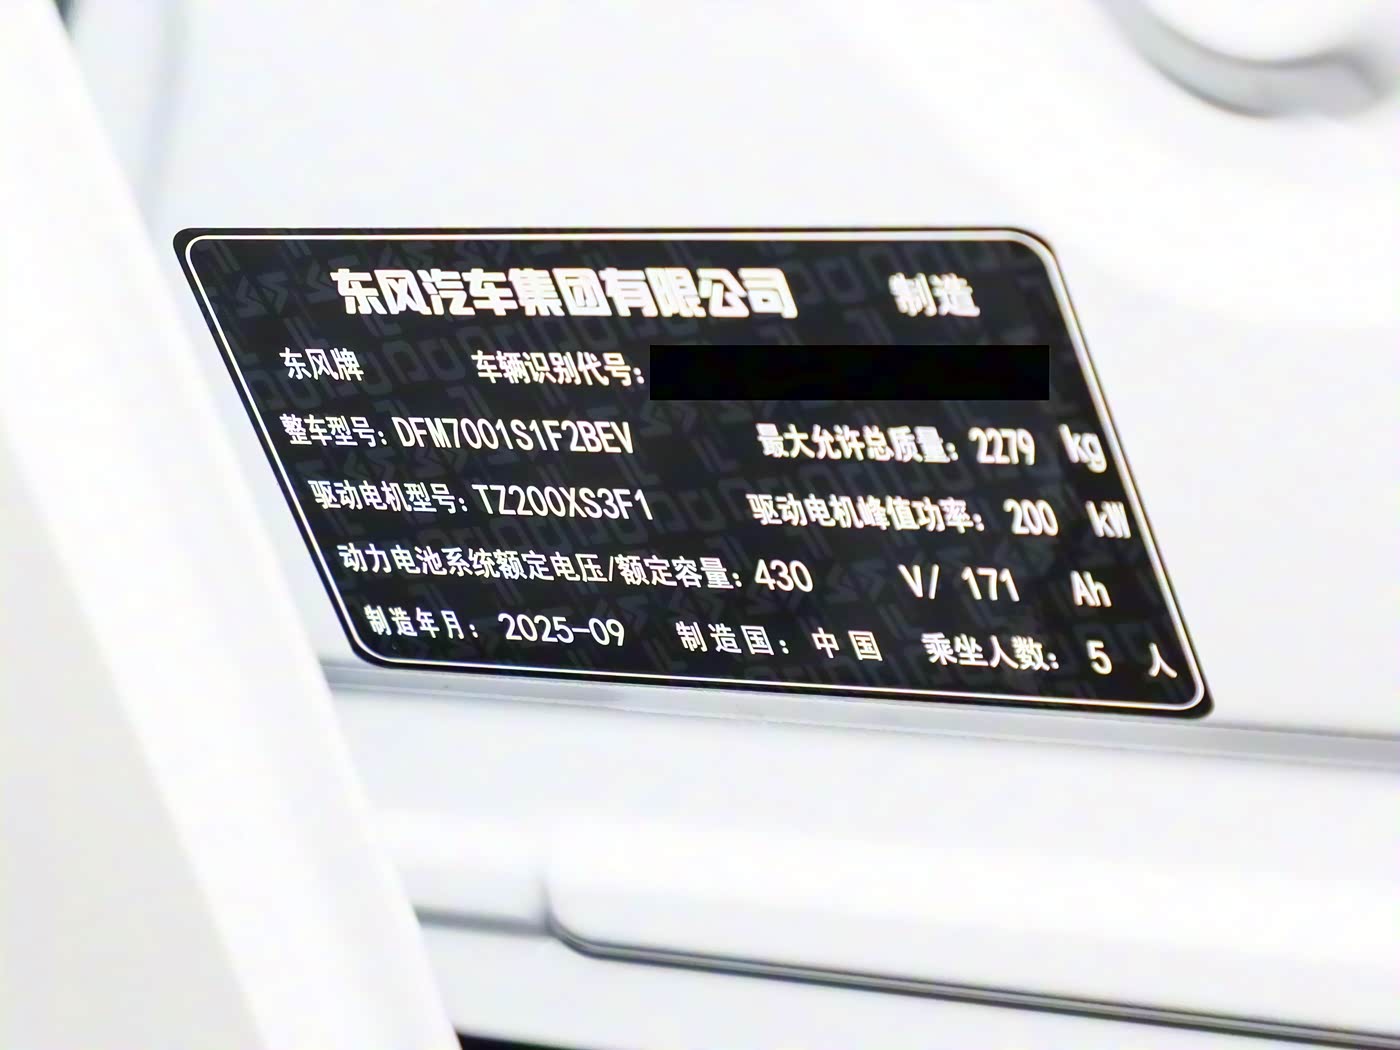 东风汽车集团有限公司 制造
东风牌 车辆识别代号:
整车型号: DFM7001S1F2BEV 最大允许总质量: 2279 kg
驱动电机型号: TZ200XS3F1 驱动电机峰值功率: 200 kW
动力电池系统额定电压/额定容量: 430 V/ 171 Ah
制造年月: 2025-09 制造国: 中国 乘坐人数: 5 人